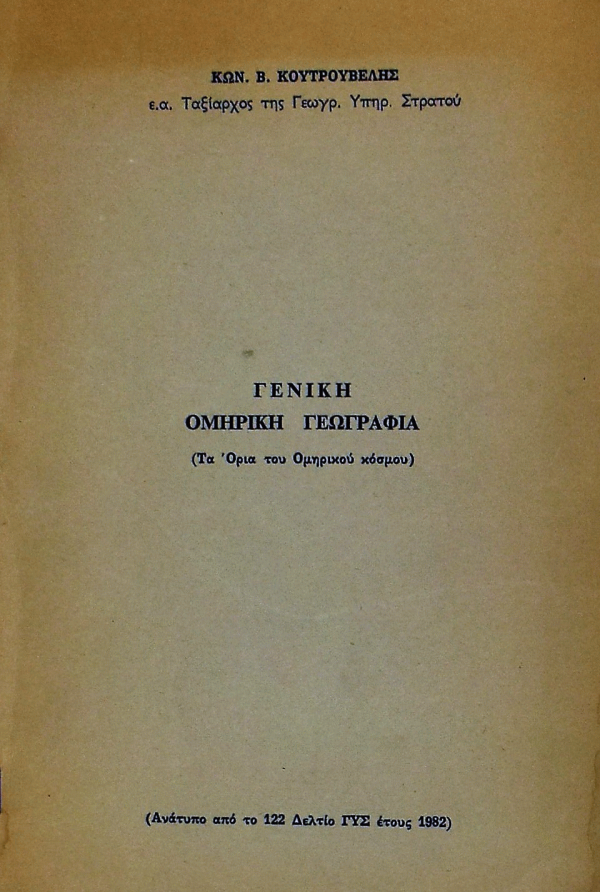 ΚΩΝ. Β. ΚΟΥΤΡΟΥΒΕΛΗΣ
ε.α. Ταξίαρχος της Γεωγρ. Υπηρ. Στρατού
ΓΕΝΙΚΗ
ΟΜΗΡΙΚΗ ΓΕΩΓΡΑΦΙΑ
(Τα Όρια του Ομηρικού κόσμου)
(Ανάτυπο από το 122 Δελτίο ΓΥΣ έτους 1982)